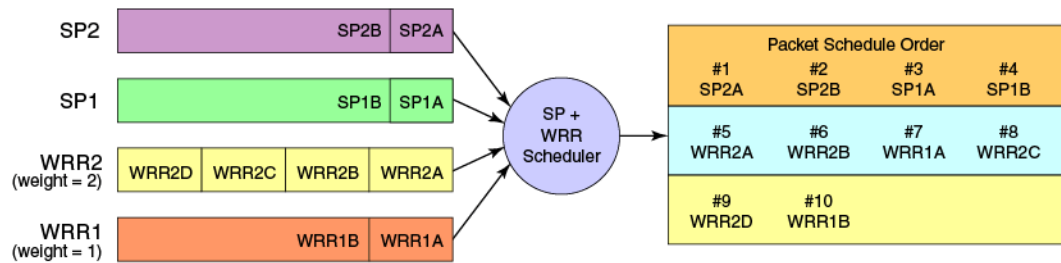 SP2
SP2B SP2A
SP1
SP1B SP1A
WRR2
(weight = 2)
WRR2D WRR2C WRR2B WRR2A
WRR1
(weight = 1)
WRR1B WRR1A
SP +
WRR
Scheduler
Packet Schedule Order
#1 #2 #3 #4
SP2A SP2B SP1A SP1B
#5 #6 #7 #8
WRR2A WRR2B WRR1A WRR2C
#9 #10
WRR2D WRR1B